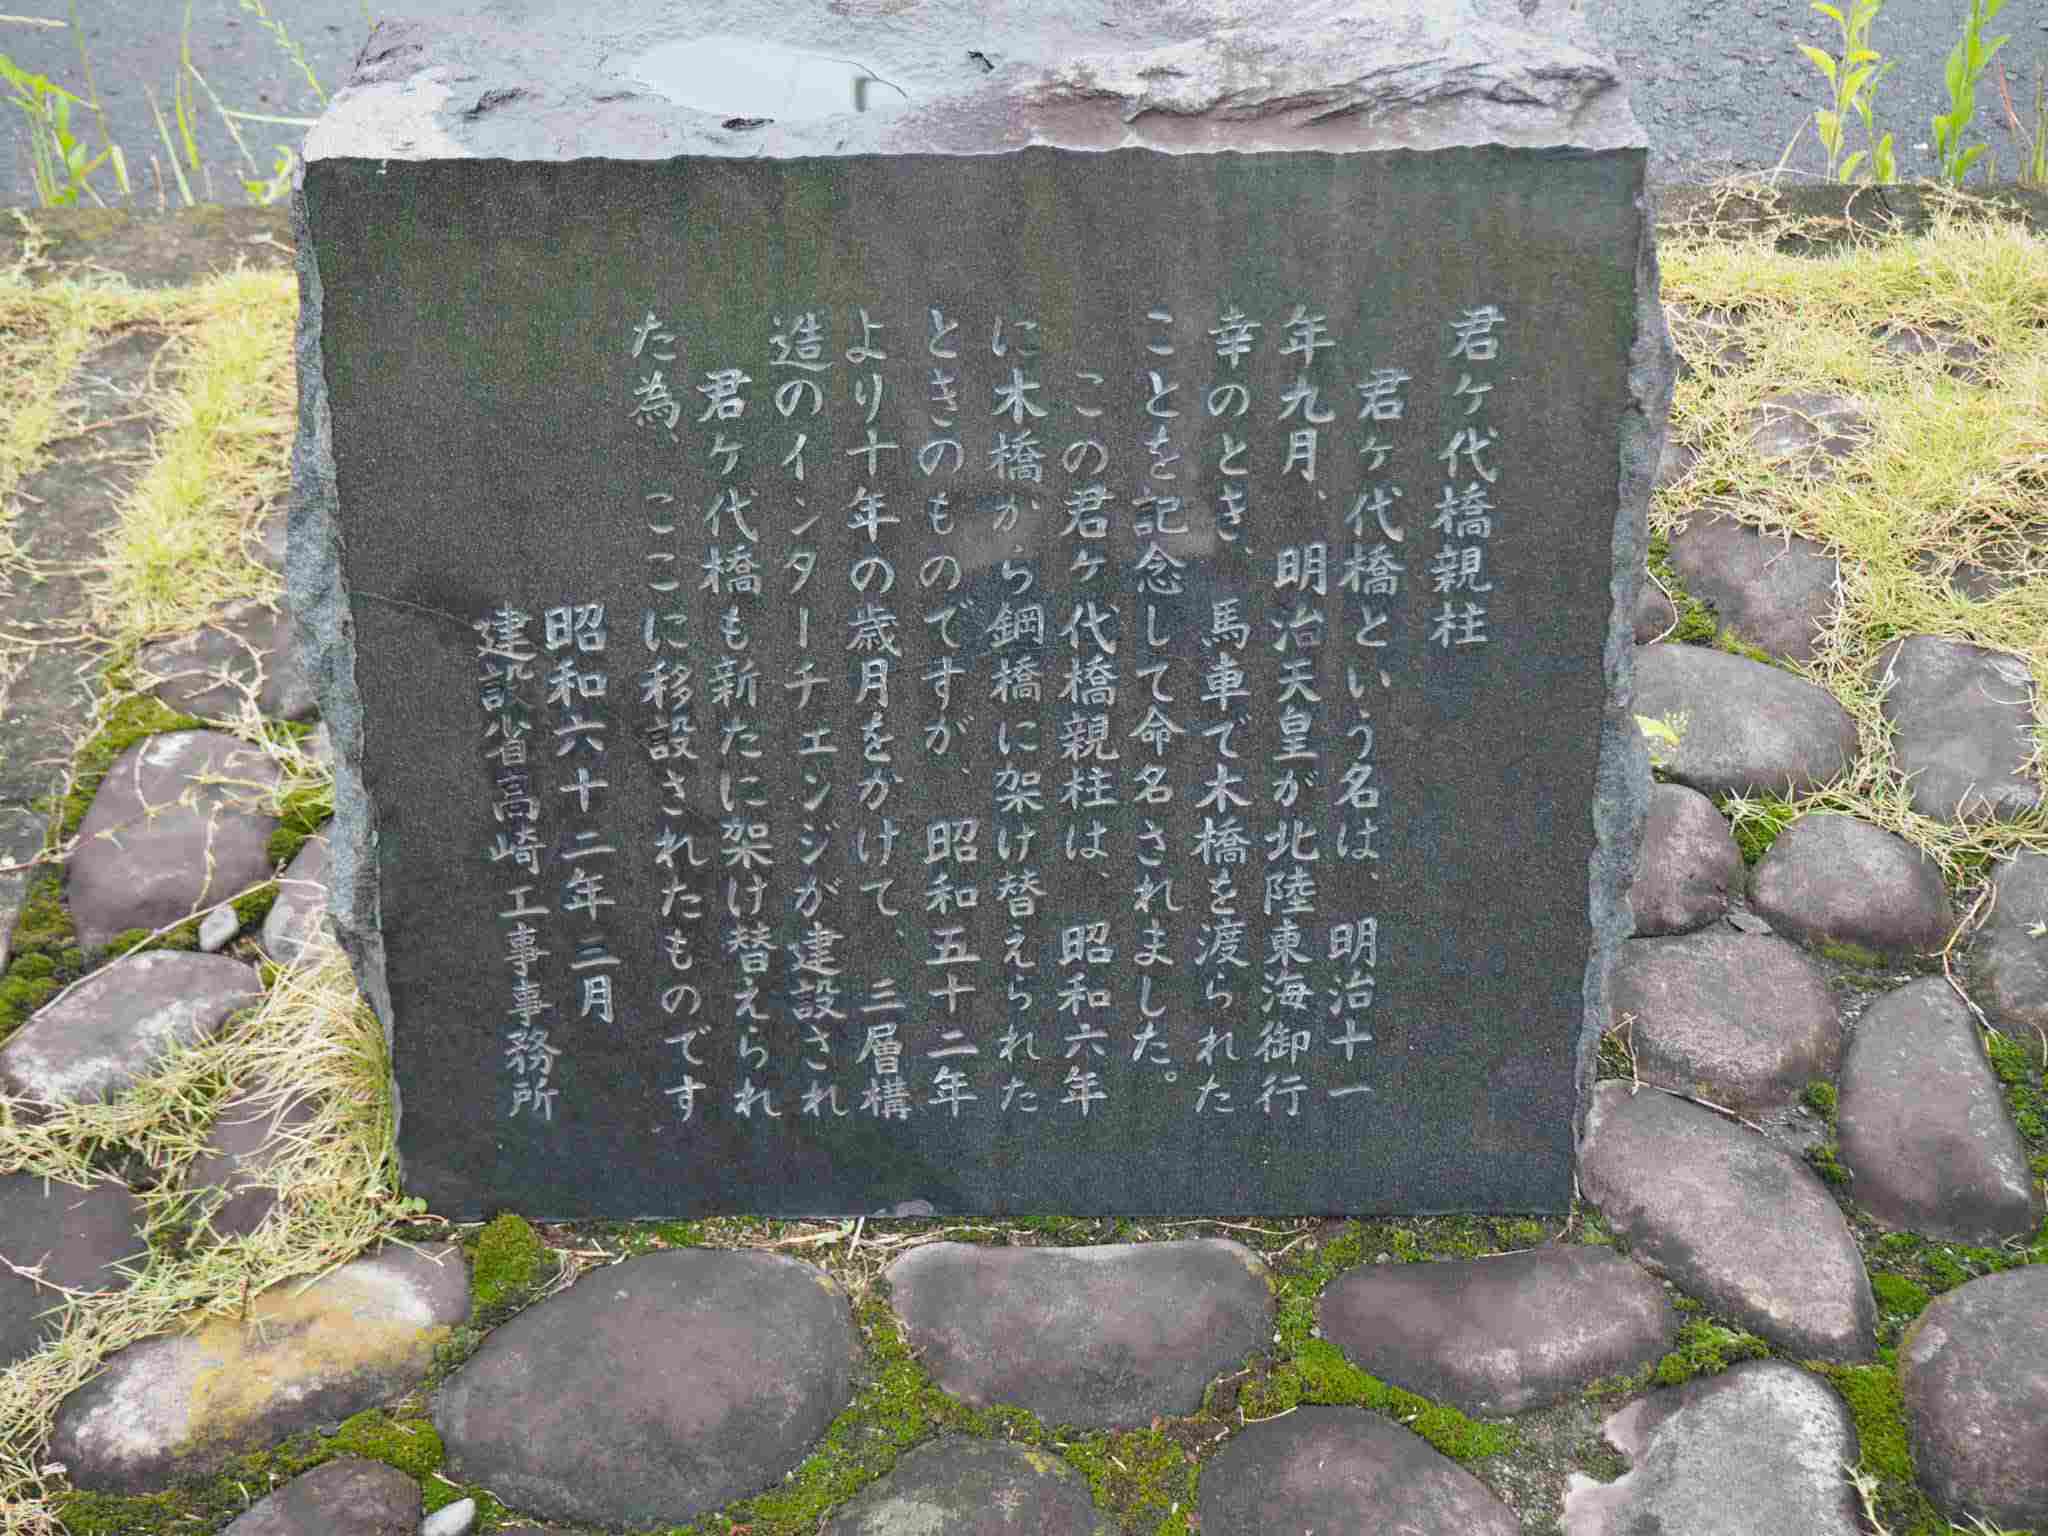 君ヶ代橋親柱
君ヶ代橋という名は、明治十一
年九月、明治天皇が北陸東海御行
幸のとき、馬車で木橋を渡られた
ことを記念して命名されました。
この君ヶ代橋親柱は、昭和六年
に木橋から鋼橋に架け替えられた
ときのものですが、昭和五十二年
より十年の歳月をかけて、三層構
造のインターチェンジが建設され
君ヶ代橋も新たに架け替えられ
た為、ここに移設されたものです
昭和六十二年三月
建設省高崎工事事務所